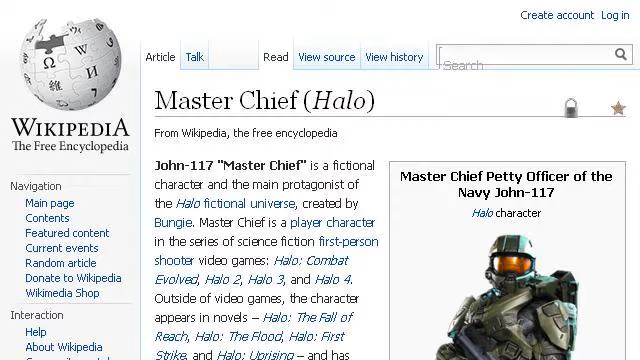 Create account Log in
Article Talk Read View source View history Search
Master Chief (Halo)
WIKIPEDIA
The Free Encyclopedia
From Wikipedia, the free encyclopedia
Navigation
Main page
Contents
Featured content
Current events
Random article
Donate to Wikipedia
Wikimedia Shop
Interaction
Help
About Wikipedia
John-117 "Master Chief" is a fictional
character and the main protagonist of
the Halo fictional universe, created by
Bungie. Master Chief is a player character
in the series of science fiction first-person
shooter video games: Halo: Combat
Evolved, Halo 2, Halo 3, and Halo 4.
Outside of video games, the character
appears in novels – Halo: The Fall of
Reach, Halo: The Flood, Halo: First
Strike, and Halo: Uprising – and has
Master Chief Petty Officer of the
Navy John-117
Halo character